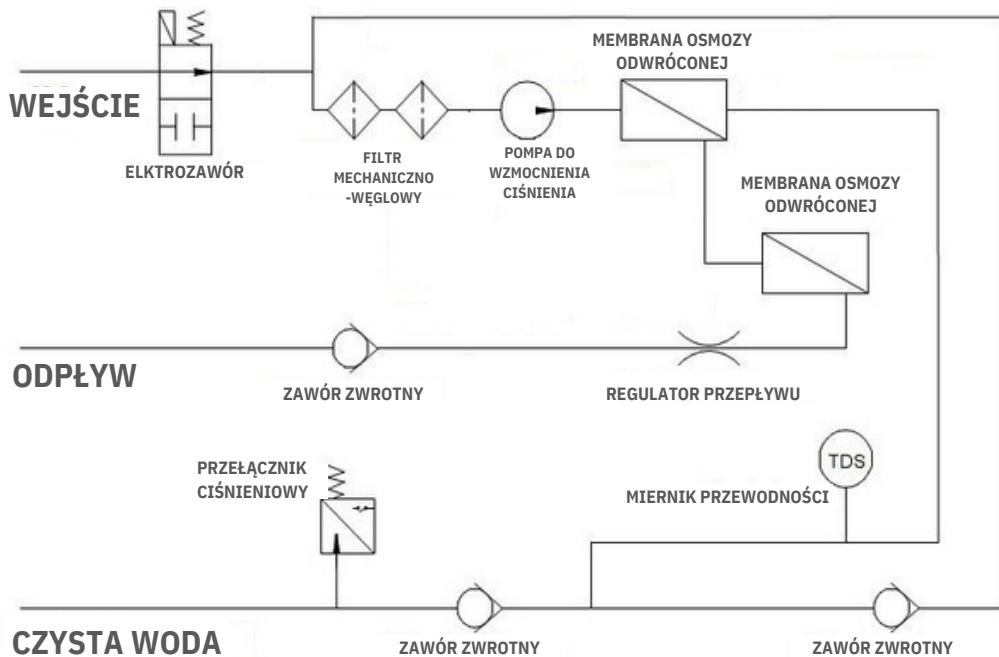 MEMBRANA OSMOZY
ODWRÓCONEJ
WEJŚCIE
ELKTROZAWÓR
FILTR
MECHANICZNO
-WĘGLOWY
POMPA DO
WZMOCNIENIA
CIŚNIENIA
MEMBRANA OSMOZY
ODWRÓCONEJ
ODPŁYW
ZAWÓR ZWROTNY
REGULATOR PRZEPŁYWU
PRZEŁĄCZNIK
CIŚNIENIOWY
TDS
MIERNIK PRZEWODNOŚCI
CZYSTA WODA
ZAWÓR ZWROTNY
ZAWÓR ZWROTNY